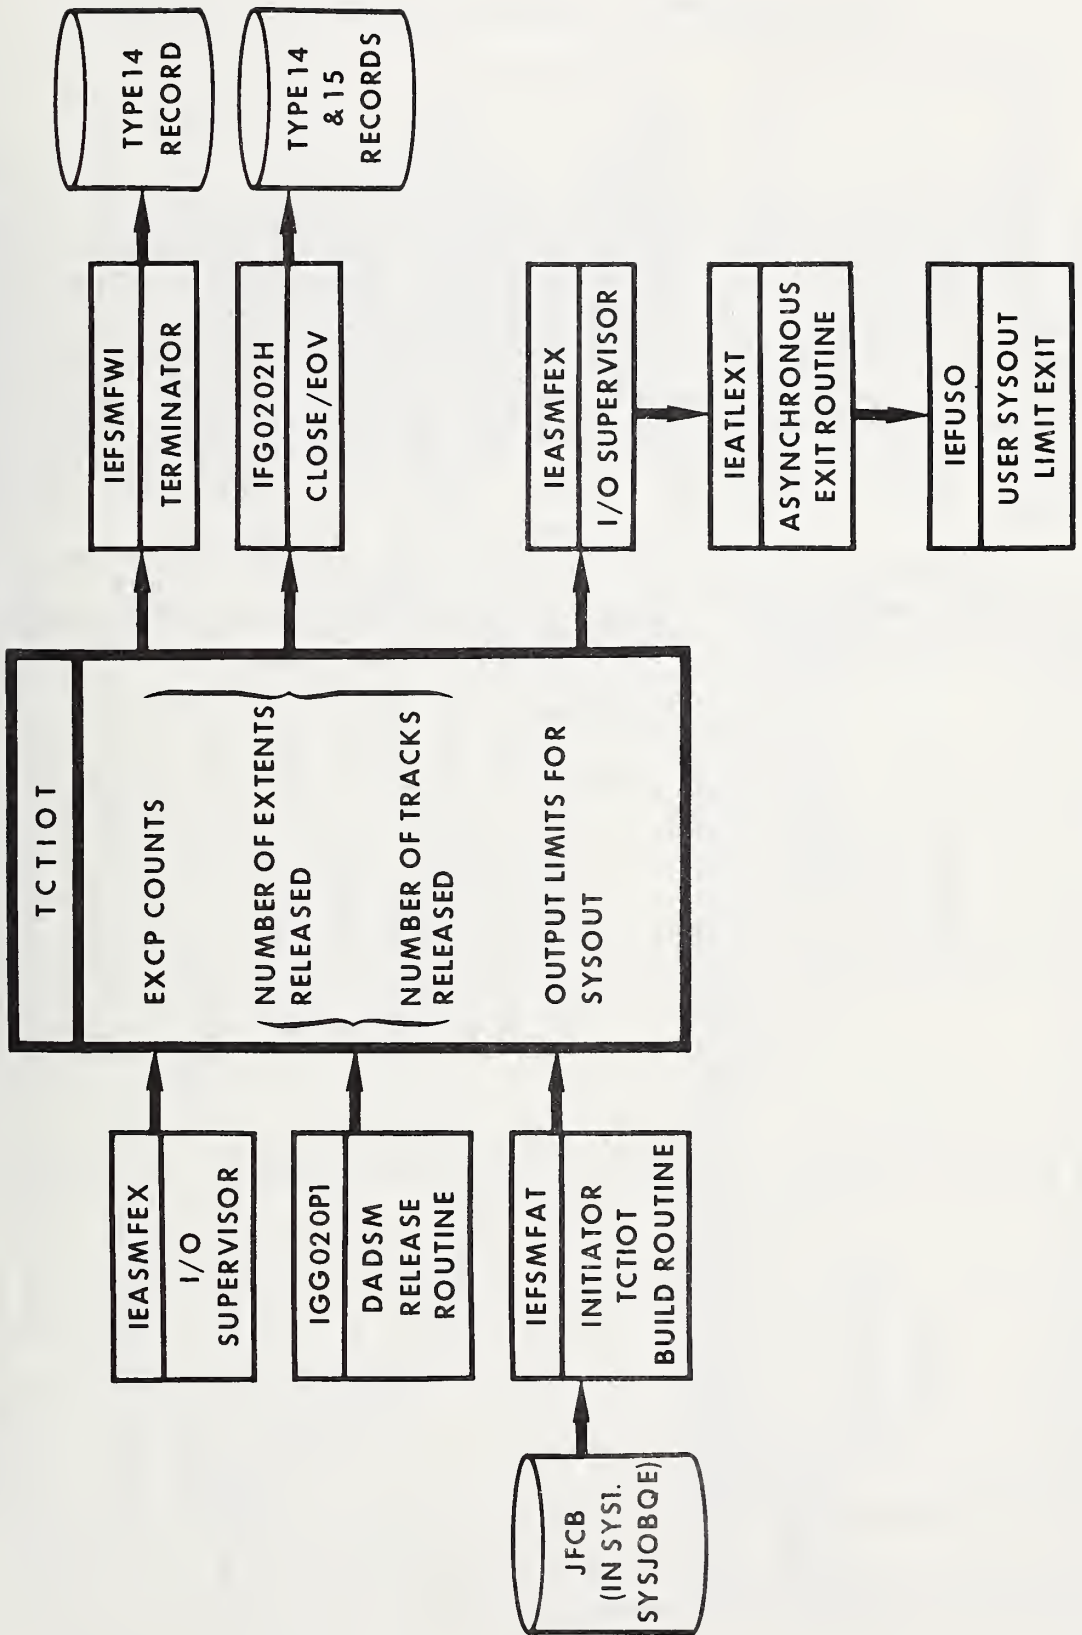 JFCB
(IN SYS1.
SYSJOBQE)
IEASMFEX
I/O
SUPERVISOR
IGG020P1
DADSM
RELEASE
ROUTINE
IEFSMFAT
INITIATOR
TCTIOT
BUILD ROUTINE
TCTIOT
EXCP COUNTS
NUMBER OF EXTENTS
RELEASED
NUMBER OF TRACKS
RELEASED
OUTPUT LIMITS FOR
SYSOUT
IEFSMFWI
TERMINATOR
IFG0202H
CLOSE/EOV
IEASMFEX
I/O SUPERVISOR
IEATLEXT
ASYNCHRONOUS
EXIT ROUTINE
IEFUSO
USER SYSOUT
LIMIT EXIT
TYPE14
RECORD
TYPE14
&15
RECORDS